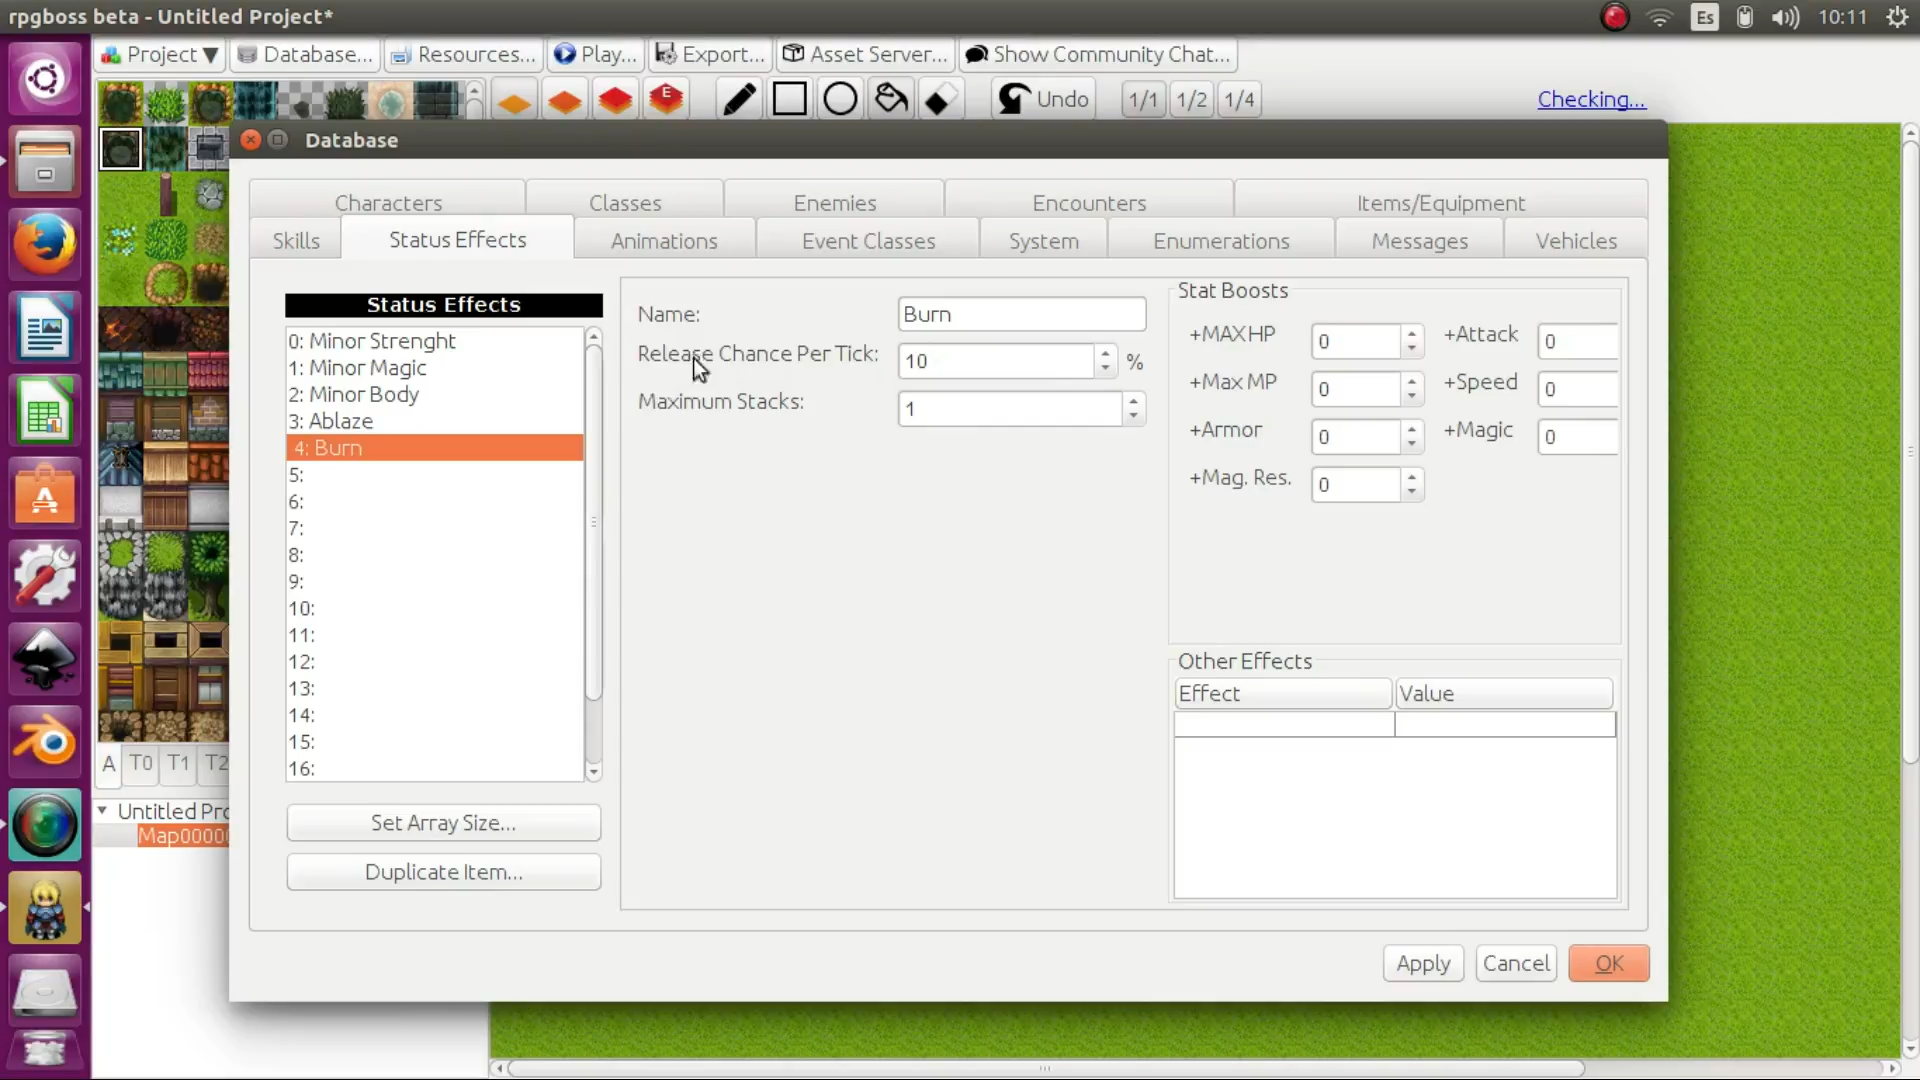 rpgboss beta - Untitled Project*
Es
10:11
Project ▼
Database...
Resources...
Play...
Export...
Asset Server...
Show Community Chat...
E
Undo
1/1
1/2
1/4
Checking...
Database
Characters
Classes
Enemies
Encounters
Items/Equipment
Skills
Status Effects
Animations
Event Classes
System
Enumerations
Messages
Vehicles
Status Effects
0: Minor Strenght
1: Minor Magic
2: Minor Body
3: Ablaze
4: Burn
5:
6:
7:
8:
9:
10:
11:
12:
13:
14:
15:
16:
Set Array Size...
Duplicate Item...
Name:
Burn
Release Chance Per Tick:
10
%
Maximum Stacks:
1
Stat Boosts
+MAX HP
0
+Attack
0
+Max MP
0
+Speed
0
+Armor
0
+Magic
0
+Mag. Res.
0
Other Effects
Effect
Value
Apply
Cancel
OK
A
T0
T1
T2
Untitled Pro
Map00000